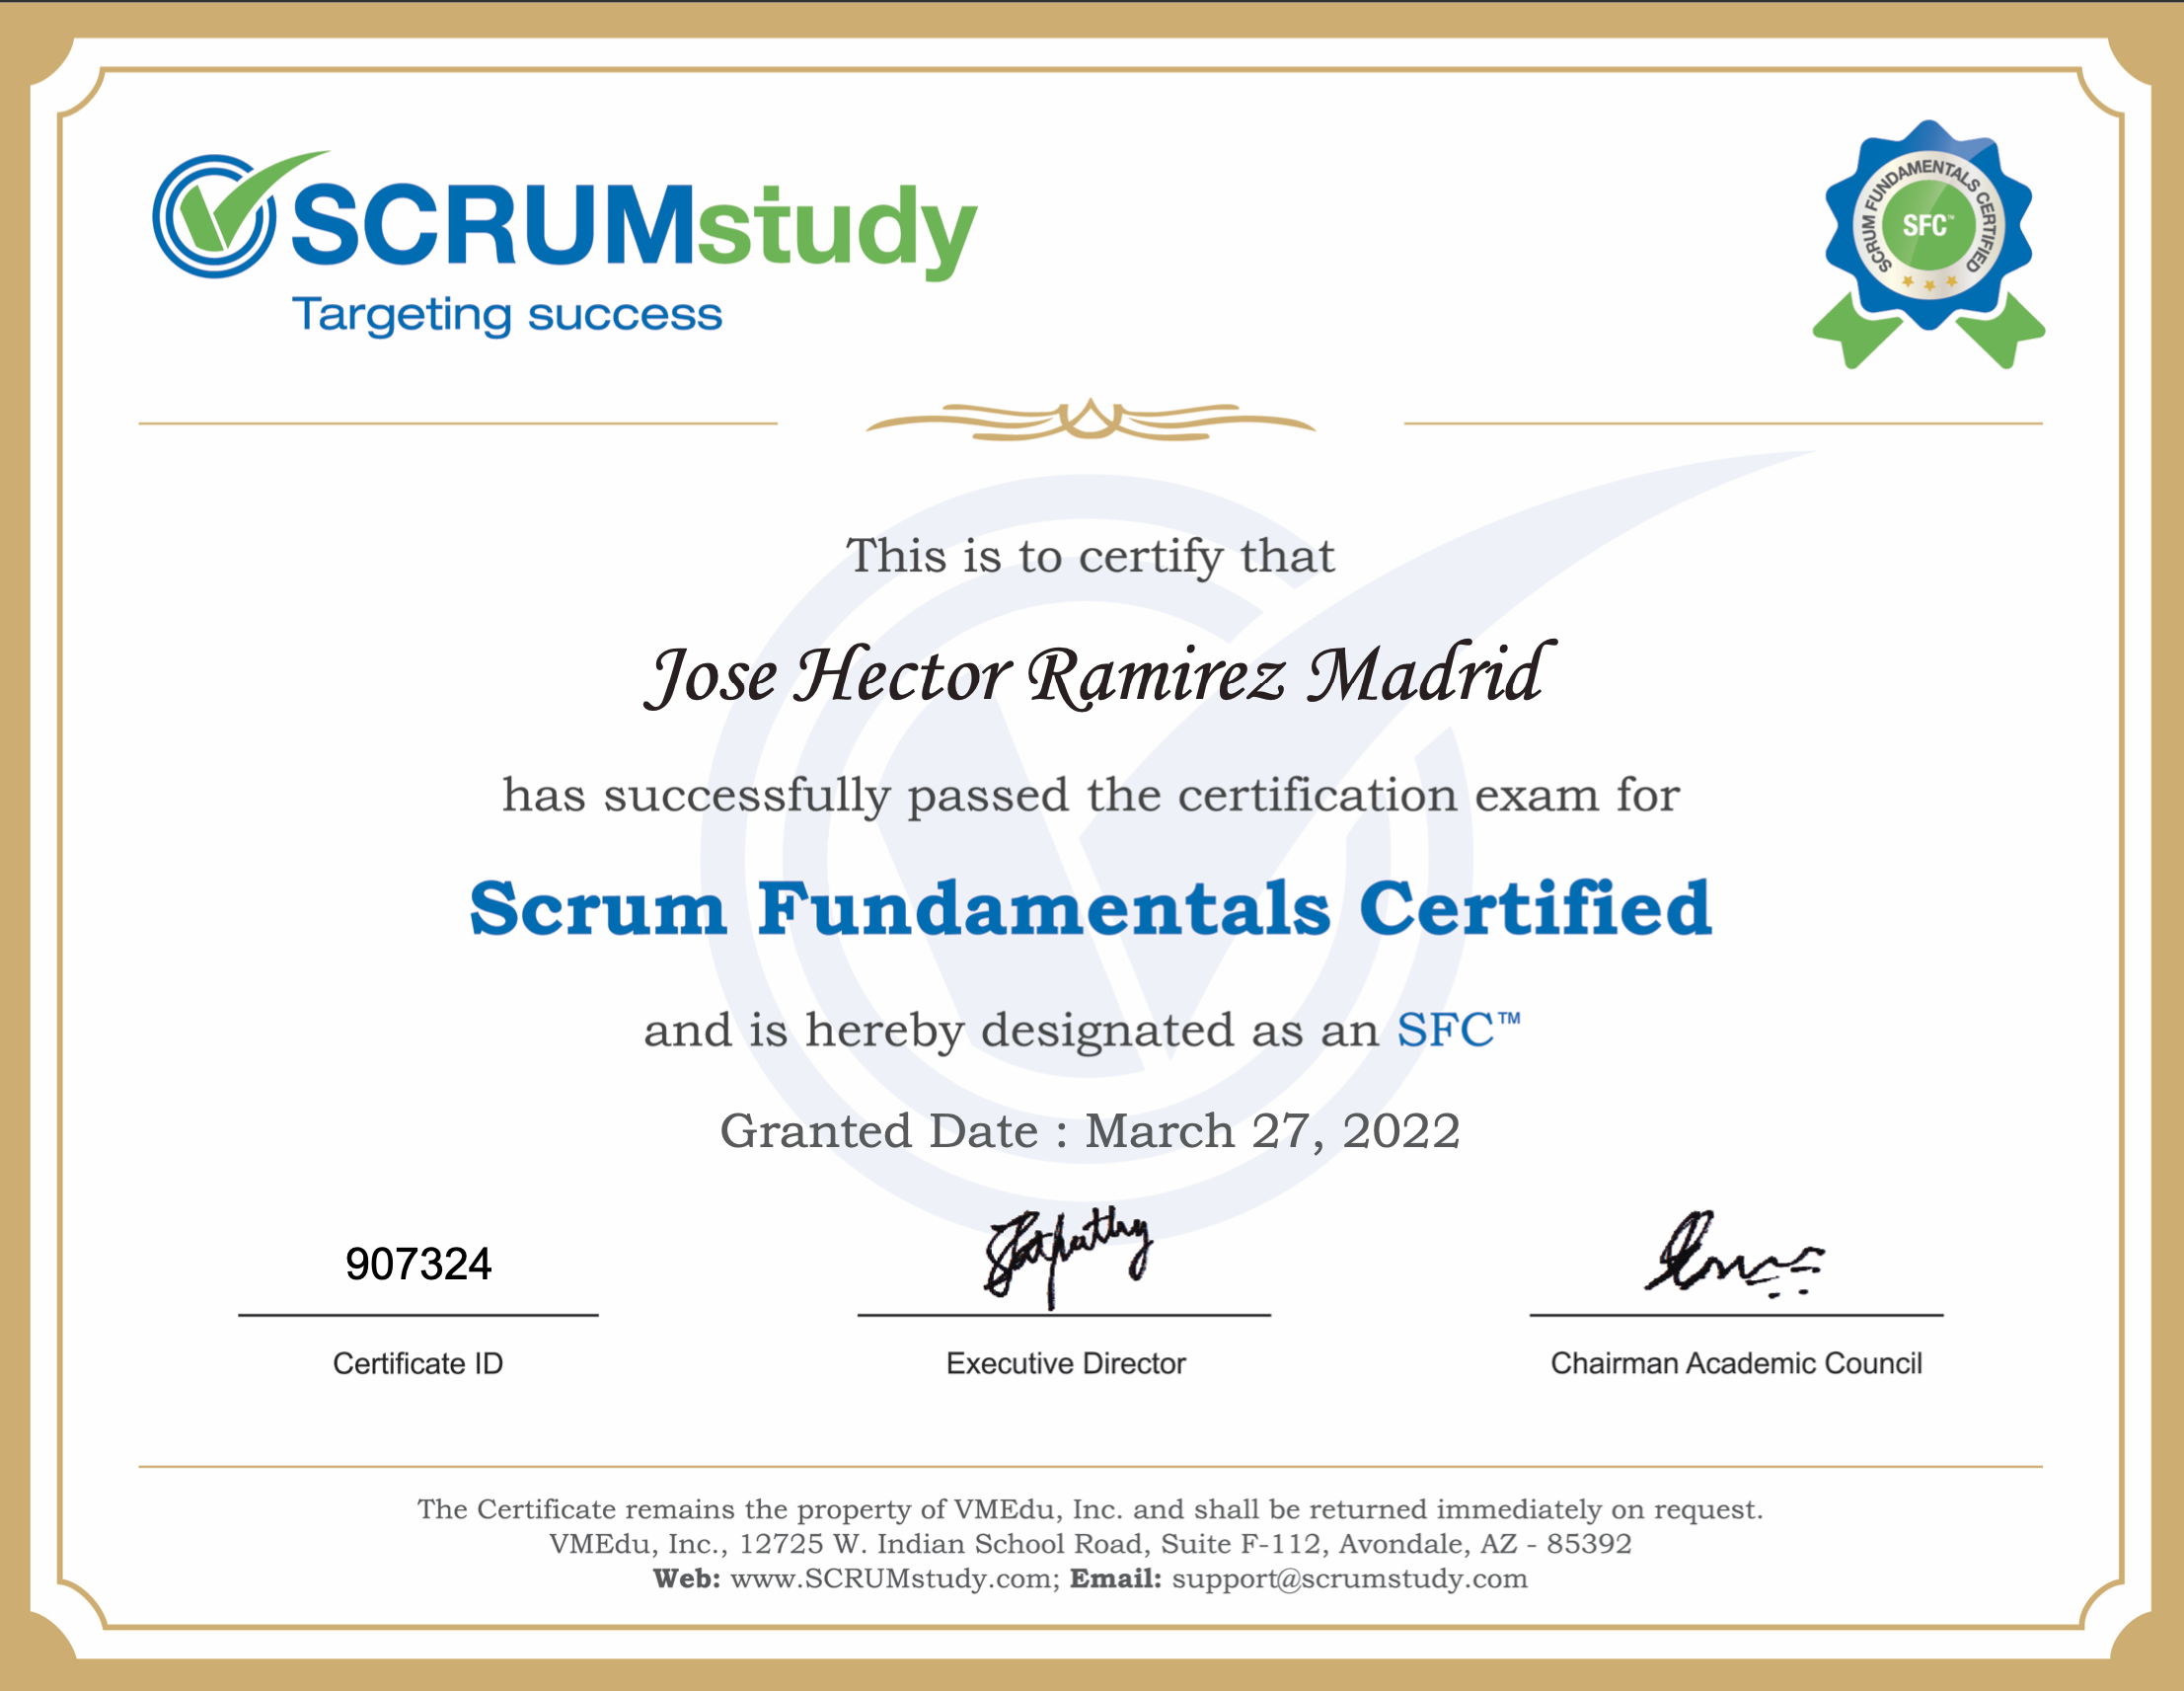 SCRUMstudy
Targeting success
SCRUM FUNDAMENTALS CERTIFIED
SFC™
This is to certify that
Jose Hector Ramirez Madrid
has successfully passed the certification exam for
Scrum Fundamentals Certified
and is hereby designated as an SFC™
Granted Date : March 27, 2022
907324
Certificate ID
Satpathy
Executive Director
Chairman Academic Council
The Certificate remains the property of VMEdu, Inc. and shall be returned immediately on request.
VMEdu, Inc., 12725 W. Indian School Road, Suite F-112, Avondale, AZ - 85392
Web: www.SCRUMstudy.com; Email: support@scrumstudy.com